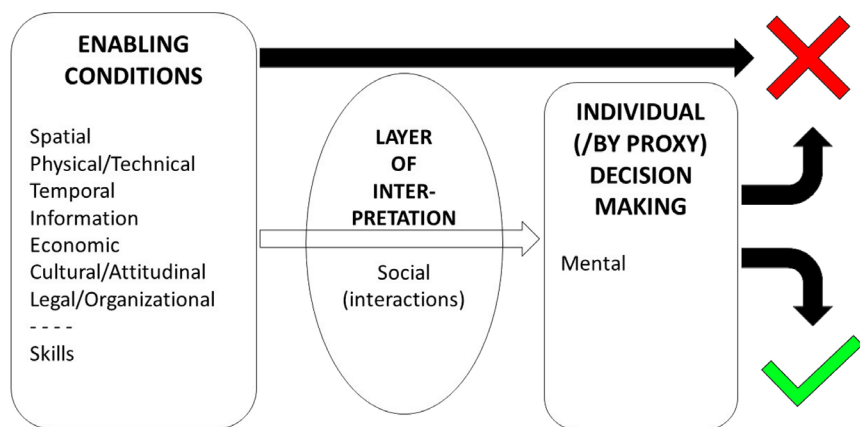 ENABLING
CONDITIONS
Spatial
Physical/Technical
Temporal
Information
Economic
Cultural/Attitudinal
Legal/Organizational
- - - -
Skills
LAYER
OF
INTER-
PRETATION
Social
(interactions)
INDIVIDUAL
(/BY PROXY)
DECISION
MAKING
Mental